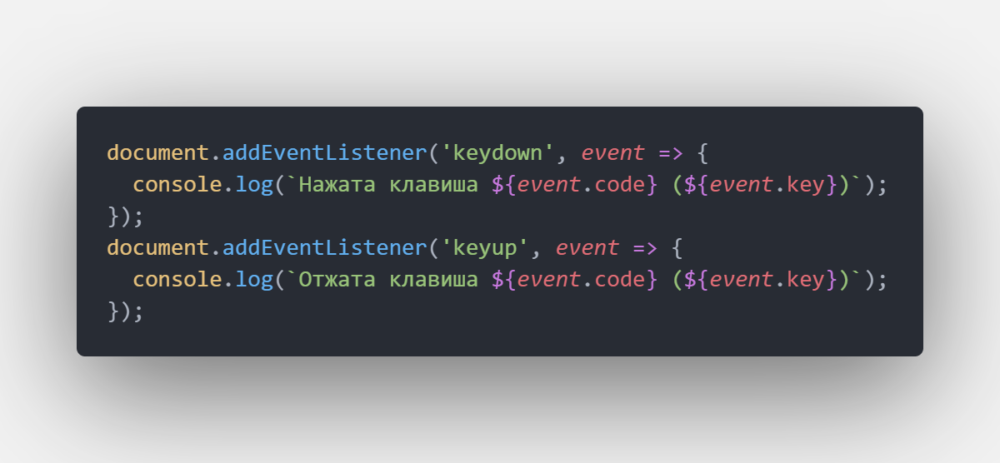 document.addEventListener('keydown', event => {
  console.log(`Нажата клавиша ${event.code} (${event.key})`);
});
document.addEventListener('keyup', event => {
  console.log(`Отжата клавиша ${event.code} (${event.key})`);
});